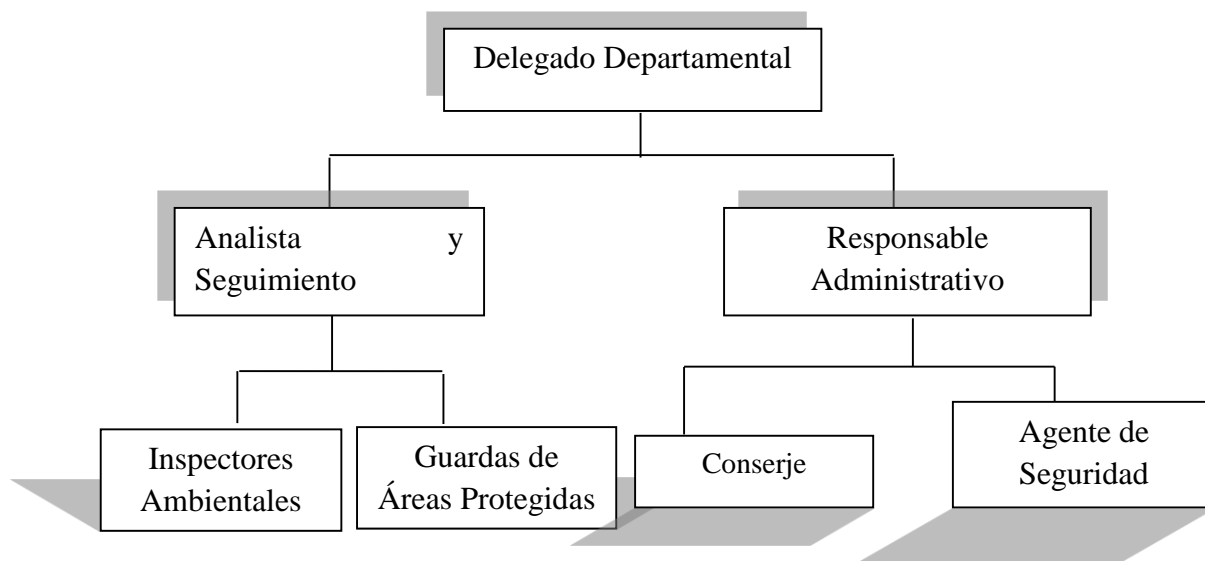 Delegado Departamental
Analista y
Seguimiento
Responsable
Administrativo
Inspectores
Ambientales
Guardas de
Áreas Protegidas
Conserje
Agente de
Seguridad